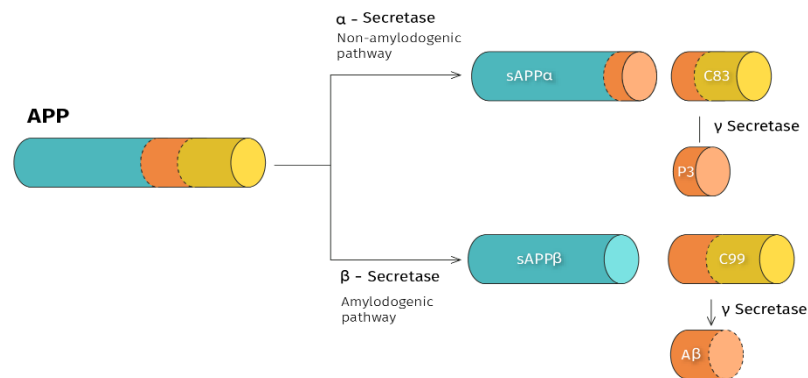 α - Secretase
Non-amylodogenic
pathway
sAPPα
C83
APP
γ Secretase
P3
sAPPβ
C99
β - Secretase
Amylodogenic
pathway
γ Secretase
Aβ